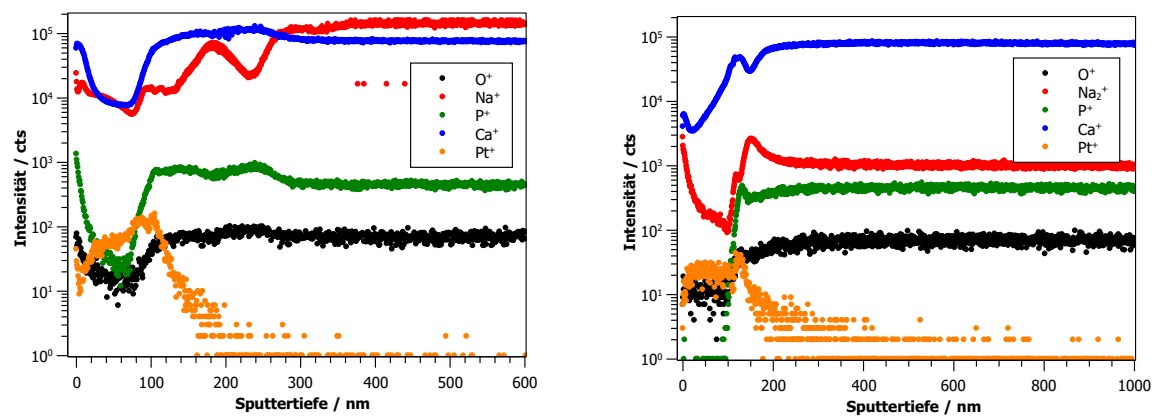 Intensität / cts
10⁵
10⁴
10³
10²
10¹
10⁰
O⁺
Na⁺
P⁺
Ca⁺
Pt⁺
0 100 200 300 400 500 600
Sputtertiefe / nm
Intensität / cts
10⁵
10⁴
10³
10²
10¹
10⁰
O⁺
Na₂⁺
P⁺
Ca⁺
Pt⁺
0 200 400 600 800 1000
Sputtertiefe / nm